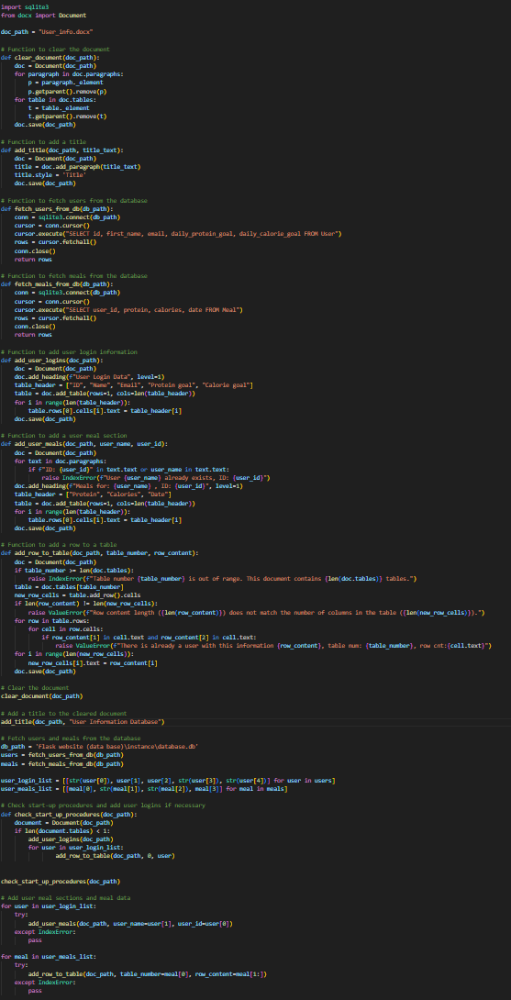 import sqlite3
from docx import Document
doc_path = "User_info.docx"
# Function to clear the document
def clear_document(doc_path):
    doc = Document(doc_path)
    for paragraph in doc.paragraphs:
        p = paragraph._element
        p.getparent().remove(p)
    for table in doc.tables:
        t = table._element
        t.getparent().remove(t)
    doc.save(doc_path)
# Function to add a title
def add_title(doc_path, title_text):
    doc = Document(doc_path)
    title = doc.add_paragraph(title_text)
    title.style = 'Title'
    doc.save(doc_path)
# Function to fetch users from the database
def fetch_users_from_db(db_path):
    conn = sqlite3.connect(db_path)
    cursor = conn.cursor()
    cursor.execute("SELECT id, first_name, email, daily_protein_goal, daily_calorie_goal FROM User")
    rows = cursor.fetchall()
    conn.close()
    return rows
# Function to fetch meals from the database
def fetch_meals_from_db(db_path):
    conn = sqlite3.connect(db_path)
    cursor = conn.cursor()
    cursor.execute("SELECT user_id, protein, calories, date FROM Meal")
    rows = cursor.fetchall()
    conn.close()
    return rows
# Function to add user login information
def add_user_logins(doc_path):
    doc = Document(doc_path)
    doc.add_heading(f"User Login Data", level=1)
    table_header = ["ID", "Name", "Email", "Protein goal", "Calorie goal"]
    table = doc.add_table(rows=1, cols=len(table_header))
    for i in range(len(table_header)):
        table.rows[0].cells[i].text = table_header[i]
    doc.save(doc_path)
# Function to add a user meal section
def add_user_meals(doc_path, user_name, user_id):
    doc = Document(doc_path)
    for text in doc.paragraphs:
        if f"ID: {user_id}" in text.text or user_name in text.text:
            raise IndexError(f"User {user_name} already exists, ID: {user_id}")
    doc.add_heading(f"Meals for: {user_name} , ID: {user_id}", level=1)
    table_header = ["Protein", "Calories", "Date"]
    table = doc.add_table(rows=1, cols=len(table_header))
    for i in range(len(table_header)):
        table.rows[0].cells[i].text = table_header[i]
    doc.save(doc_path)
# Function to add a row to a table
def add_row_to_table(doc_path, table_number, row_content):
    doc = Document(doc_path)
    if table_number >= len(doc.tables):
        raise IndexError(f"Table number {table_number} is out of range. This document contains {len(doc.tables)} tables.")
    table = doc.tables[table_number]
    new_row_cells = table.add_row().cells
    if len(row_content) != len(new_row_cells):
        raise ValueError(f"Row content length ({len(row_content)}) does not match the number of columns in the table ({len(new_row_cells)}).")
    for row in table.rows:
        for cell in row.cells:
            if row_content[1] in cell.text and row_content[2] in cell.text:
                raise ValueError(f"There is already a user with this information {row_content}, table num: {table_number}, row cnt:{cell.text}")
    for i in range(len(new_row_cells)):
        new_row_cells[i].text = row_content[i]
    doc.save(doc_path)
# Clear the document
clear_document(doc_path)
# Add a title to the cleared document
add_title(doc_path, "User Information Database")
# Fetch users and meals from the database
db_path = 'Flask website (data base)\instance\database.db'
users = fetch_users_from_db(db_path)
meals = fetch_meals_from_db(db_path)
user_login_list = [[str(user[0]), user[1], user[2], str(user[3]), str(user[4])] for user in users]
user_meals_list = [[meal[0], str(meal[1]), str(meal[2]), meal[3]] for meal in meals]
# Check start-up procedures and add user logins if necessary
def check_start_up_procedures(doc_path):
    document = Document(doc_path)
    if len(document.tables) < 1:
        add_user_logins(doc_path)
        for user in user_login_list:
                add_row_to_table(doc_path, 0, user)
check_start_up_procedures(doc_path)
# Add user meal sections and meal data
for user in user_login_list:
    try:
        add_user_meals(doc_path, user_name=user[1], user_id=user[0])
    except IndexError:
        pass
for meal in user_meals_list:
    try:
        add_row_to_table(doc_path, table_number=meal[0], row_content=meal[1:])
    except IndexError:
        pass